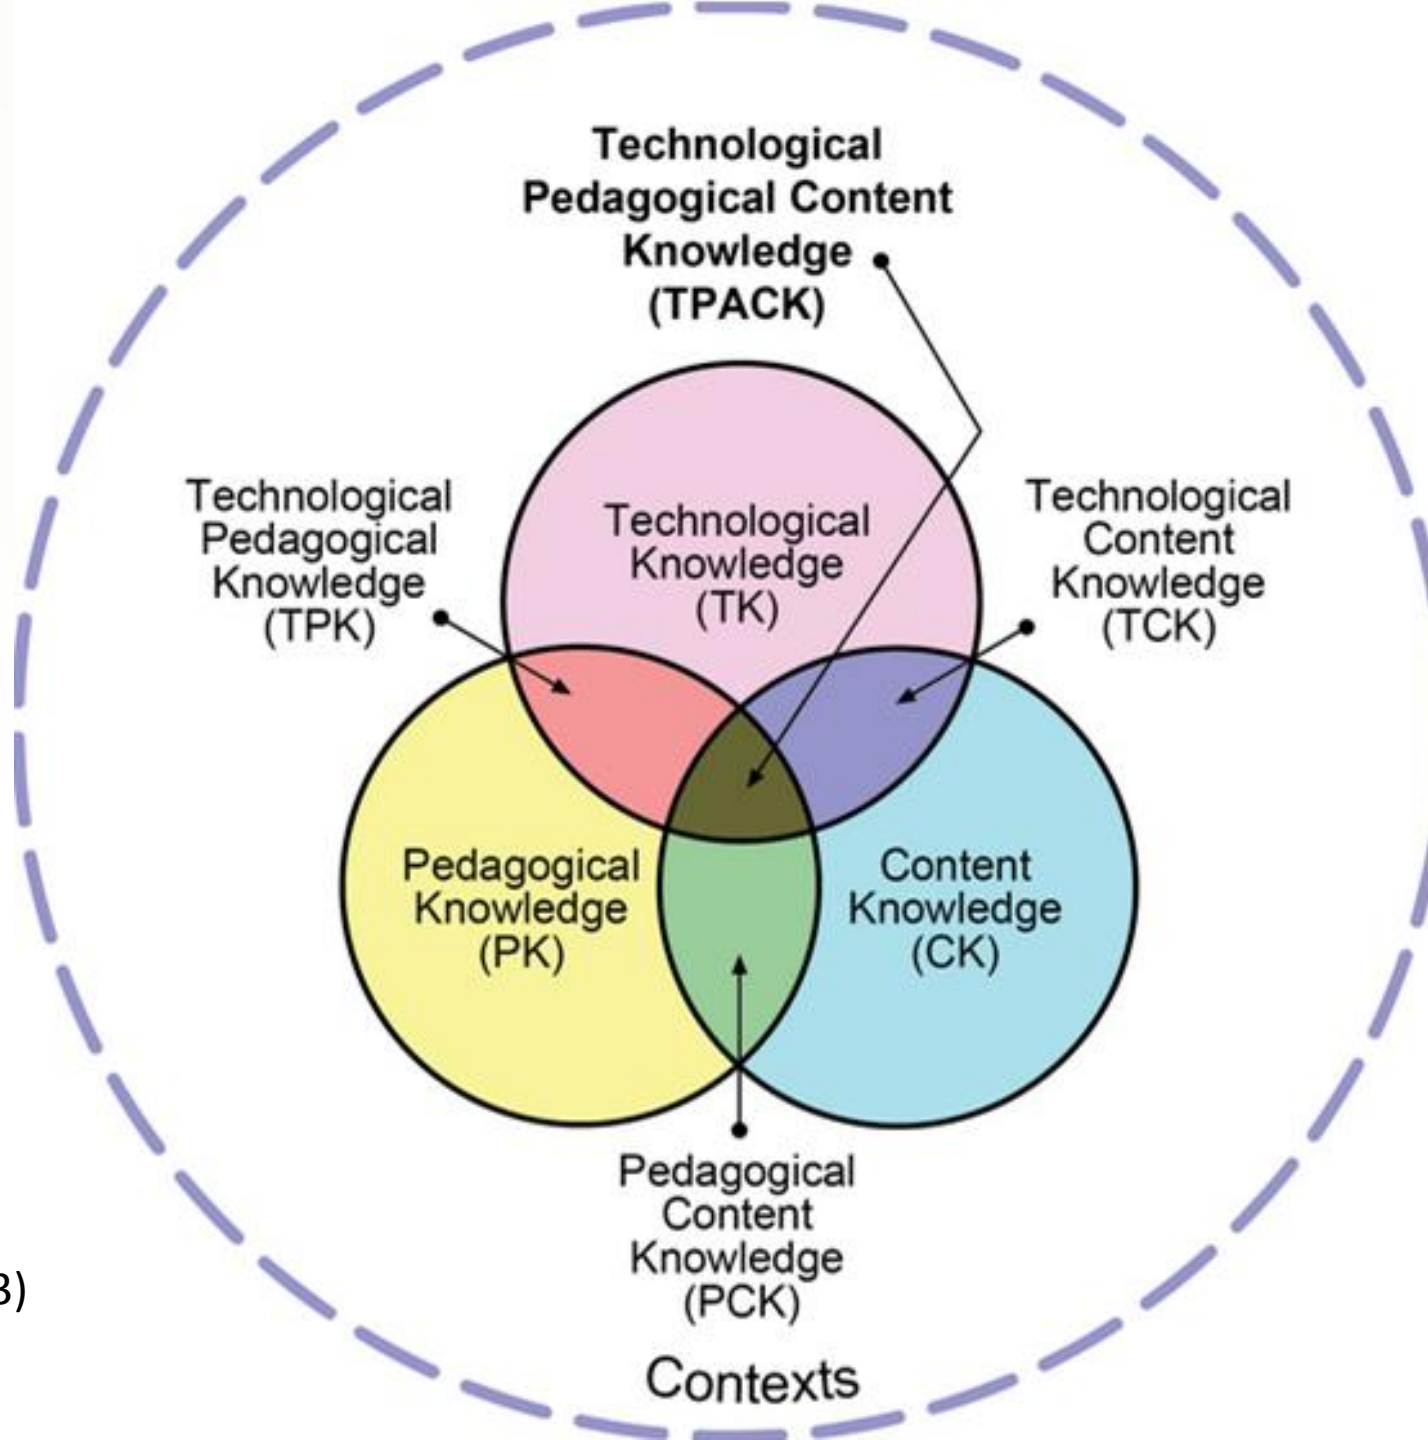 Technological
Pedagogical Content
Knowledge
(TPACK)
Technological
Pedagogical
Knowledge
(TPK)
Technological
Knowledge
(TK)
Technological
Content
Knowledge
(TCK)
Pedagogical
Knowledge
(PK)
Content
Knowledge
(CK)
Pedagogical
Content
Knowledge
(PCK)
Contexts